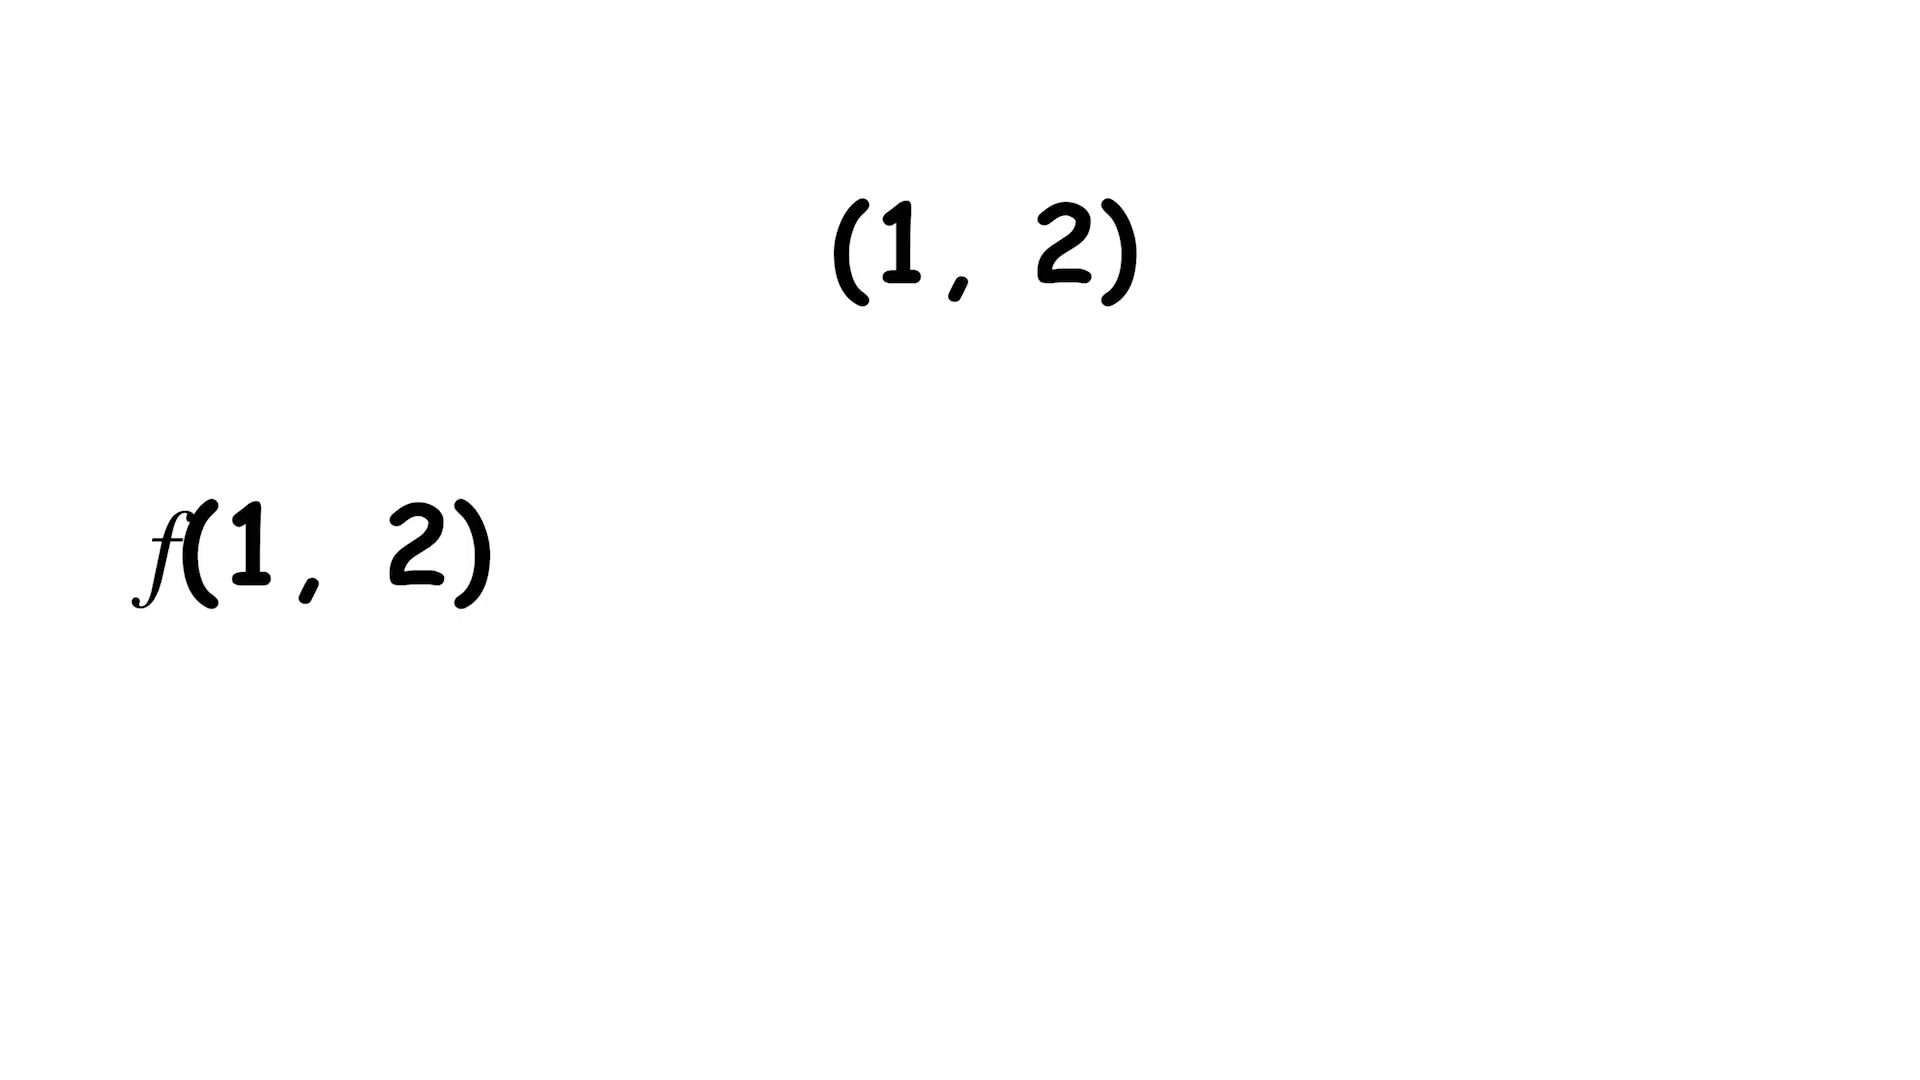 (1, 2)
f(1, 2)